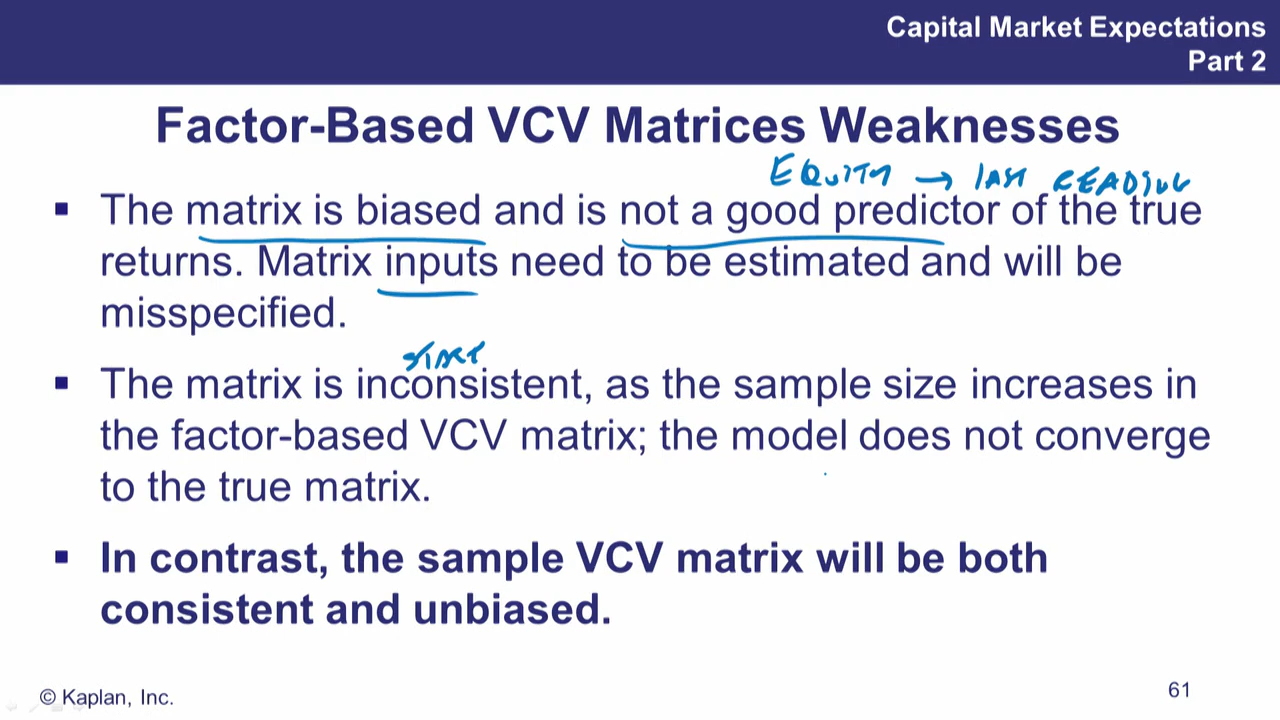 Capital Market Expectations
Part 2
Factor-Based VCV Matrices Weaknesses
EQUITY → LAST READING
▪ The matrix is biased and is not a good predictor of the true
returns. Matrix inputs need to be estimated and will be
misspecified.
▪ The matrix is inconsistent, as the sample size increases in
the factor-based VCV matrix; the model does not converge
to the true matrix.
▪ In contrast, the sample VCV matrix will be both
consistent and unbiased.
© Kaplan, Inc.
61